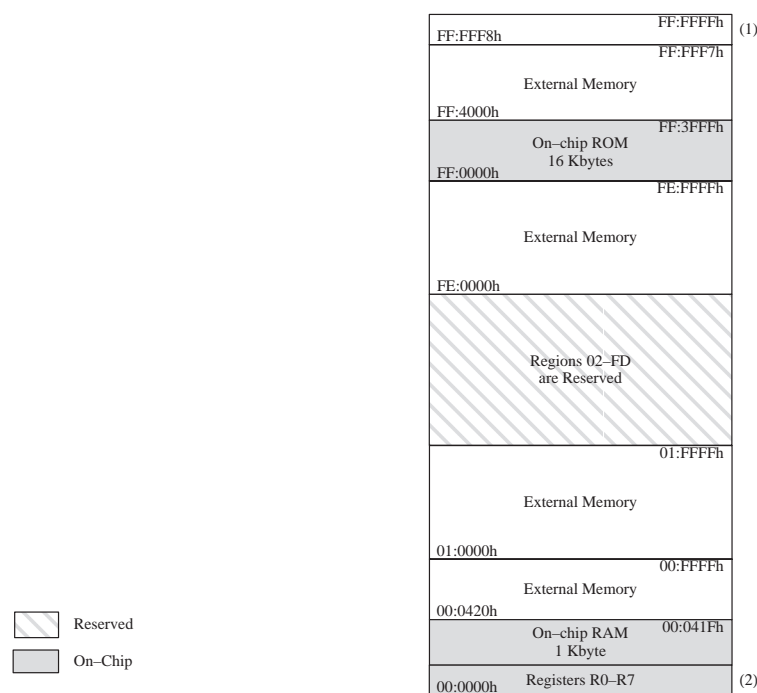 FF:FFFFh
(1)
FF:FFF8h
FF:FFF7h
External Memory
FF:4000h
FF:3FFFh
On–chip ROM
16 Kbytes
FF:0000h
FE:FFFFh
External Memory
FE:0000h
Regions 02–FD
are Reserved
01:FFFFh
External Memory
01:0000h
00:FFFFh
External Memory
00:0420h
00:041Fh
On–chip RAM
1 Kbyte
Registers R0–R7
00:0000h
(2)
Reserved
On–Chip